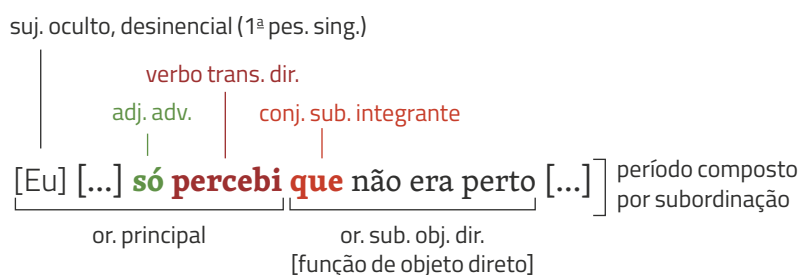 suj. oculto, desinencial (1ª pes. sing.)
verbo trans. dir.
adj. adv.
conj. sub. integrante
[Eu] [...] só percebi que não era perto [...]
período composto
por subordinação
or. principal
or. sub. obj. dir.
[função de objeto direto]